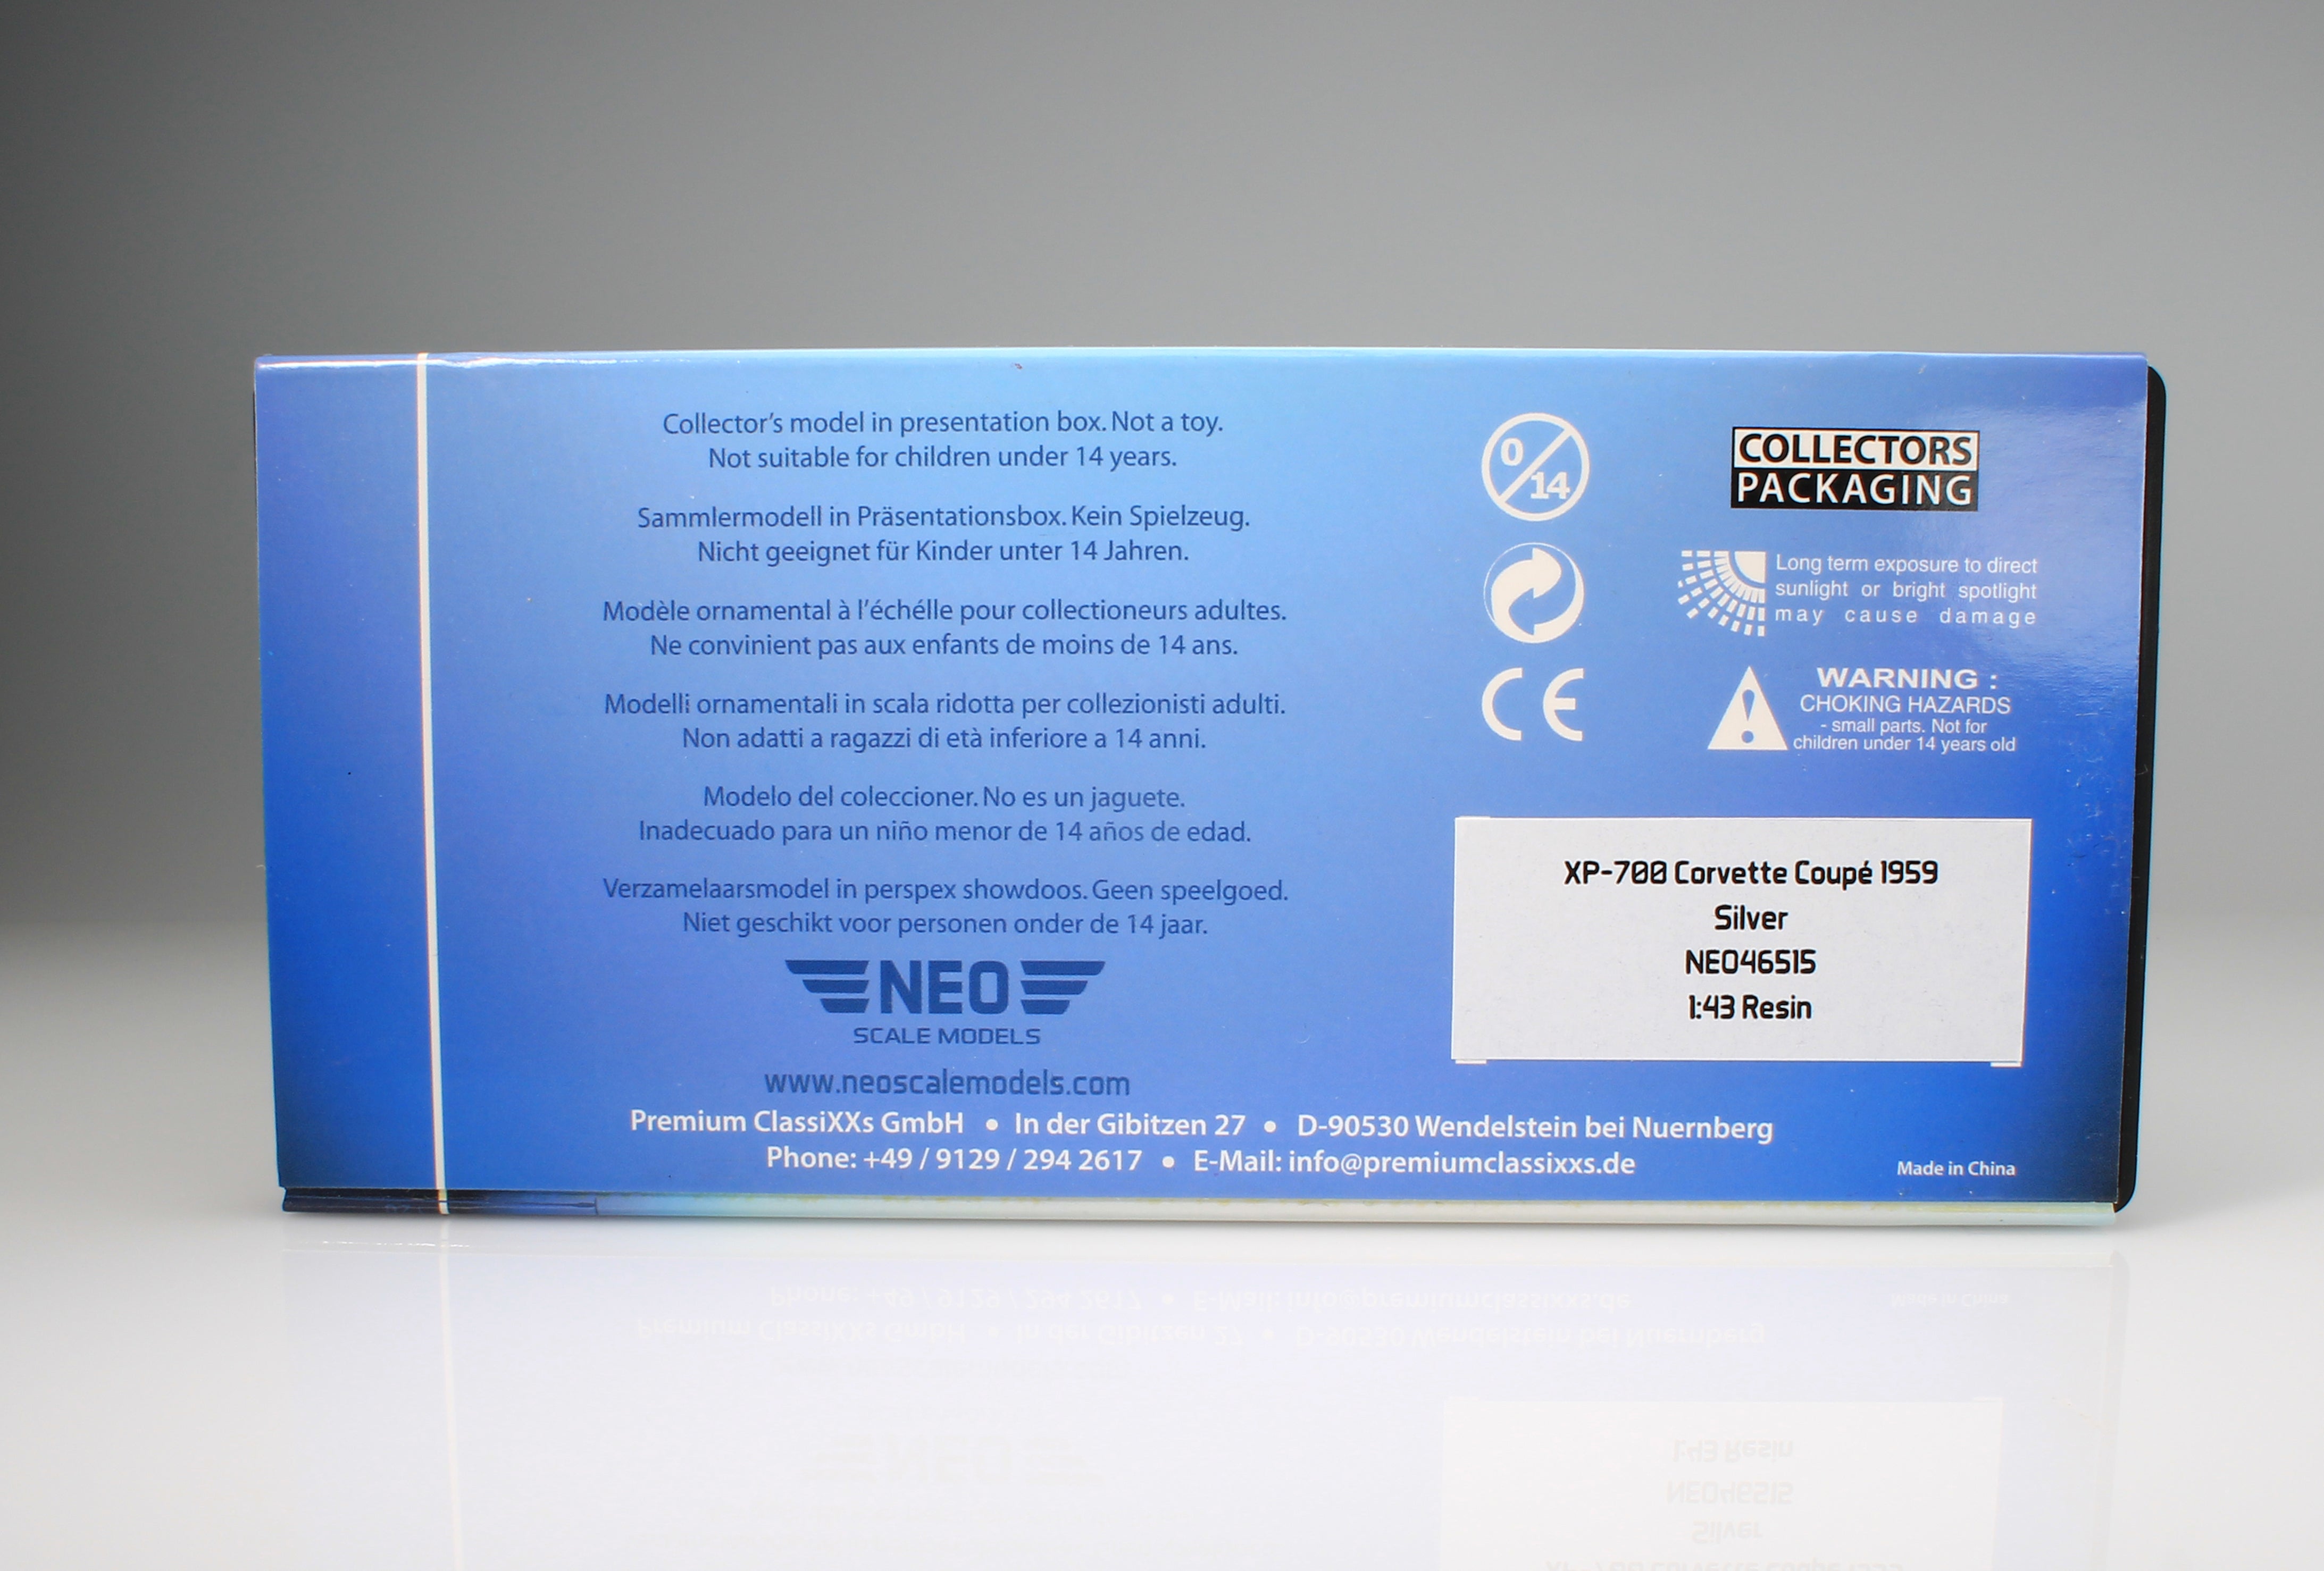 Collector's model in presentation box. Not a toy.
Not suitable for children under 14 years.
Sammlermodell in Präsentationsbox. Kein Spielzeug.
Nicht geeignet für Kinder unter 14 Jahren.
Modèle ornamental à l'échélle pour collectioneurs adultes.
Ne convinient pas aux enfants de moins de 14 ans.
Modelli ornamentali in scala ridotta per collezionisti adulti.
Non adatti a ragazzi di età inferiore a 14 anni.
Modelo del coleccioner. No es un jaguete.
Inadecuado para un niño menor de 14 años de edad.
Verzamelaarsmodel in perspex showdoos. Geen speelgoed.
Niet geschikt voor personen onder de 14 jaar.
NEO
SCALE MODELS
www.neoscalemodels.com
Premium ClassiXXs GmbH • In der Gibitzen 27 • D-90530 Wendelstein bei Nuernberg
Phone: +49 / 9129 / 294 2617 • E-Mail: info@premiumclassixxs.de
0
14
CE
COLLECTORS
PACKAGING
Long term exposure to direct
sunlight or bright spotlight
may cause damage
WARNING :
CHOKING HAZARDS
- small parts. Not for
children under 14 years old
XP-700 Corvette Coupé 1959
Silver
NEO46515
1:43 Resin
Made in China